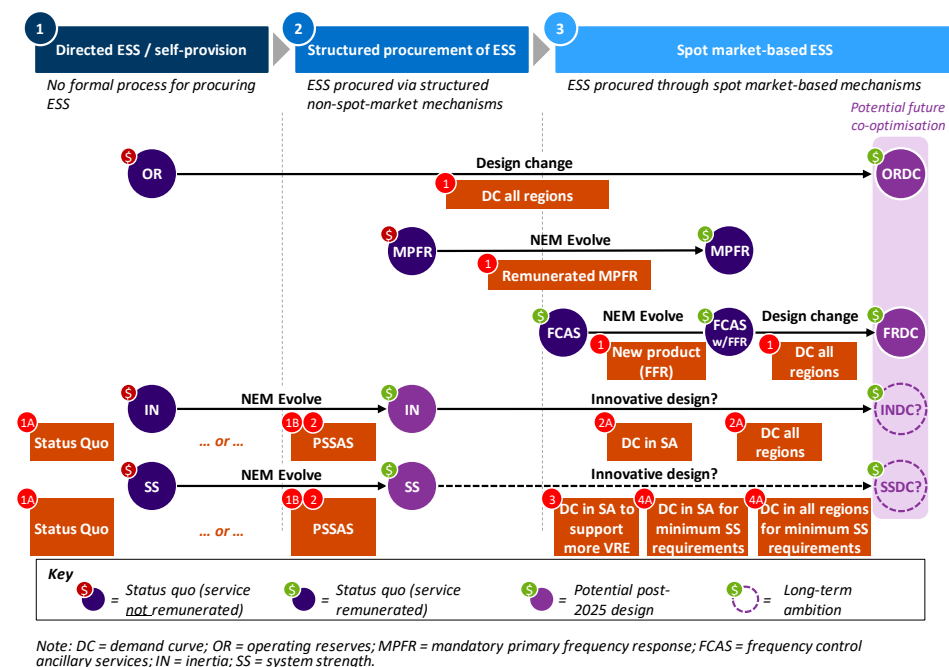 1
Directed ESS / self-provision
2
Structured procurement of ESS
3
Spot market-based ESS
No formal process for procuring
ESS
ESS procured via structured
non-spot-market mechanisms
ESS procured through spot market-based mechanisms
Potential future
co-optimisation
$
OR
Design change
1
DC all regions
$
ORDC
$
MPFR
NEM Evolve
1
Remunerated MPFR
$
MPFR
$
FCAS
NEM Evolve
1
New product
(FFR)
$
FCAS
w/FFR
Design change
1
DC all
regions
$
FRDC
1A
Status Quo
$
IN
NEM Evolve
... or ...
1B
2
PSSAS
$
IN
Innovative design?
2A
DC in SA
2A
DC all
regions
$
INDC?
1A
Status Quo
$
SS
NEM Evolve
... or ...
1B
2
PSSAS
$
SS
Innovative design?
3
DC in SA to
support
more VRE
4A
DC in SA for
minimum SS
requirements
4A
DC in all regions
for minimum SS
requirements
$
SSDC?
Key
$
= Status quo (service
not remunerated)
$
= Status quo (service
remunerated)
$
= Potential post-
2025 design
$
= Long-term
ambition
Note: DC = demand curve; OR = operating reserves; MPFR = mandatory primary frequency response; FCAS = frequency control
ancillary services; IN = inertia; SS = system strength.